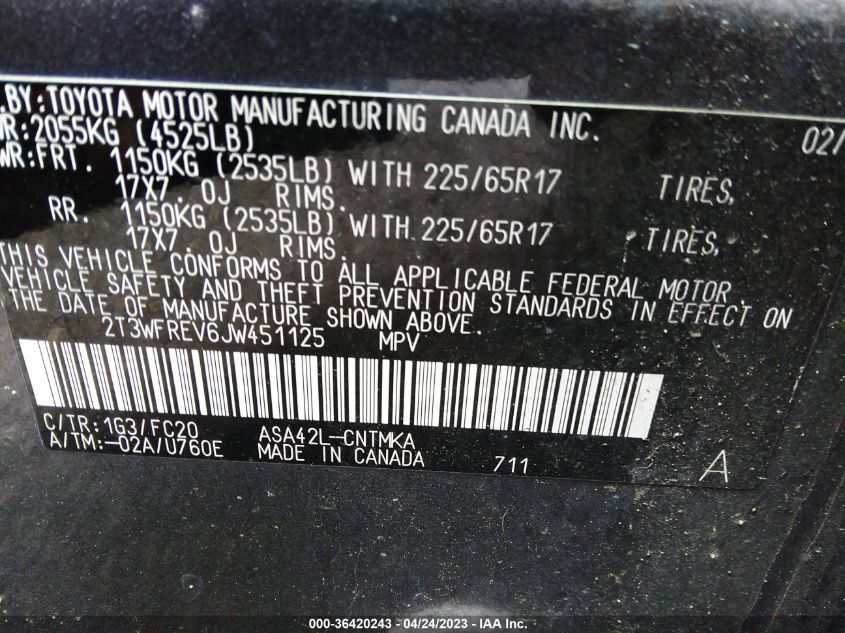 .BY:TOYOTA MOTOR MANUFACTURING CANADA INC. 02/
WR:2055KG (4525LB)
WR:FRT. 1150KG (2535LB) WITH 225/65R17 TIRES,
17X7.0J RIMS.
RR. 1150KG (2535LB) WITH 225/65R17 TIRES,
17X7.0J RIMS.
THIS VEHICLE CONFORMS TO ALL APPLICABLE FEDERAL MOTOR
VEHICLE SAFETY AND THEFT PREVENTION STANDARDS IN EFFECT ON
THE DATE OF MANUFACTURE SHOWN ABOVE.
2T3WFREV6JW451125 MPV
C/TR:1G3/FC20 ASA42L-CNTMKA
A/TM:-02A/U760E MADE IN CANADA 711 A
000-36420243 - 04/24/2023 - IAA Inc.